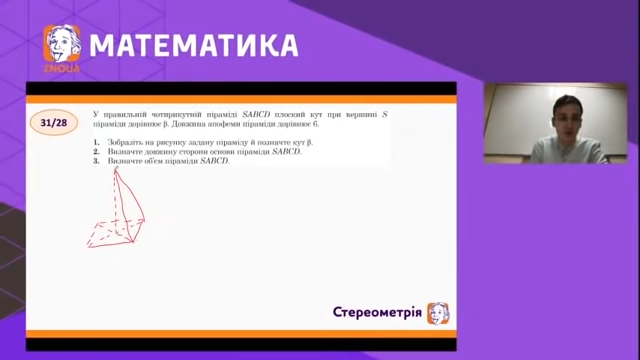 ZNOUA
МАТЕМАТИКА
31/28
У правильній чотирикутній піраміді SABCD плоский кут при вершині S
піраміди дорівнює β. Довжина апофеми піраміди дорівнює 6.
1. Зобразіть на рисунку задану піраміду й позначте кут β.
2. Визначте довжину сторони основи піраміди SABCD.
3. Визначте об'єм піраміди SABCD.
Стереометрія